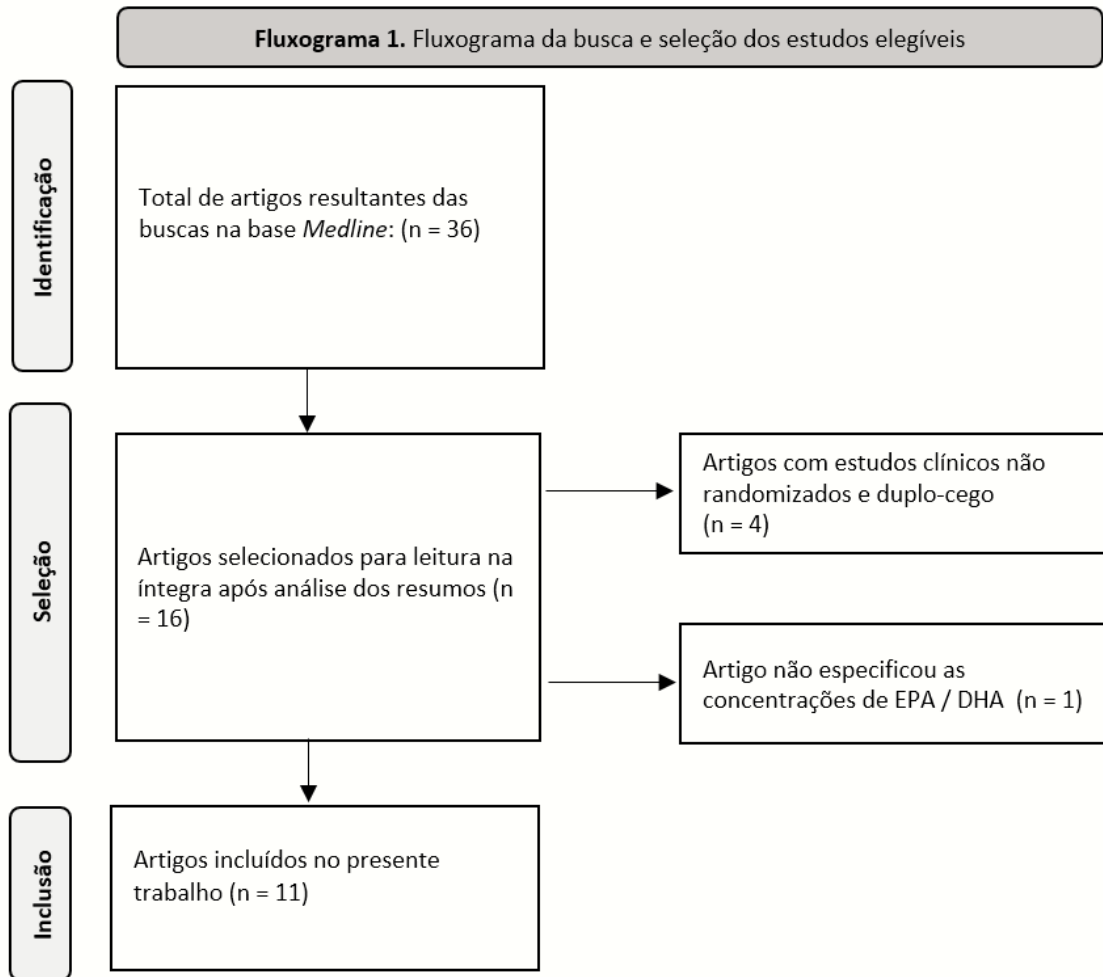 Fluxograma 1. Fluxograma da busca e seleção dos estudos elegíveis
Identificação
Total de artigos resultantes das
buscas na base Medline: (n = 36)
Seleção
Artigos selecionados para leitura na
íntegra após análise dos resumos (n
= 16)
Artigos com estudos clínicos não
randomizados e duplo-cego
(n = 4)
Artigo não especificou as
concentrações de EPA / DHA (n = 1)
Inclusão
Artigos incluídos no presente
trabalho (n = 11)